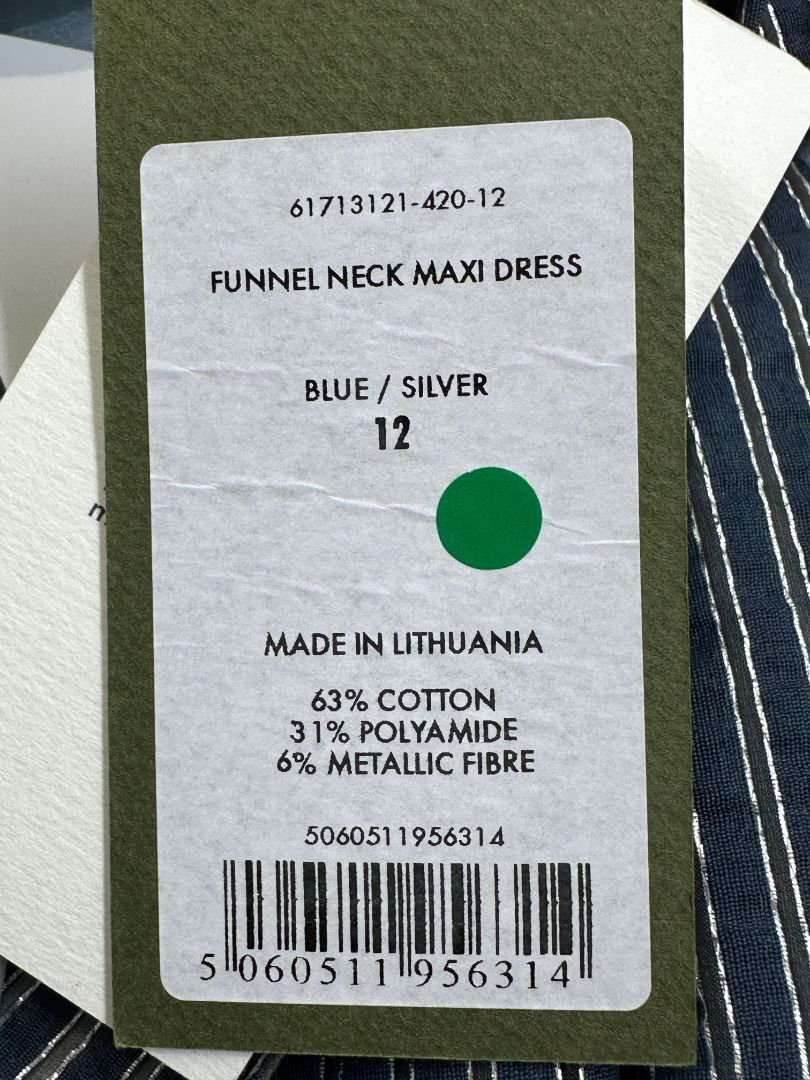 61713121-420-12
FUNNEL NECK MAXI DRESS
BLUE / SILVER
12
MADE IN LITHUANIA
63% COTTON
31% POLYAMIDE
6% METALLIC FIBRE
5060511956314
5 060511 956314